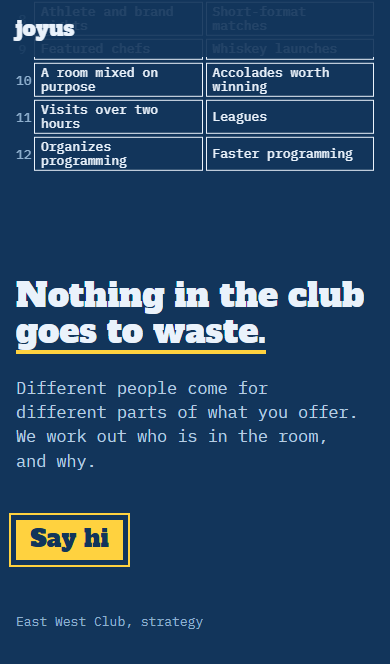 Athlete and brand
Short-format
joyus
matches
9
Featured chefs
Whiskey launches
10
A room mixed on
purpose
Accolades worth
winning
11
Visits over two
hours
Leagues
12
Organizes
programming
Faster programming
Nothing in the club
goes to waste.
Different people come for
different parts of what you offer.
We work out who is in the room,
and why.
Say hi
East West Club, strategy